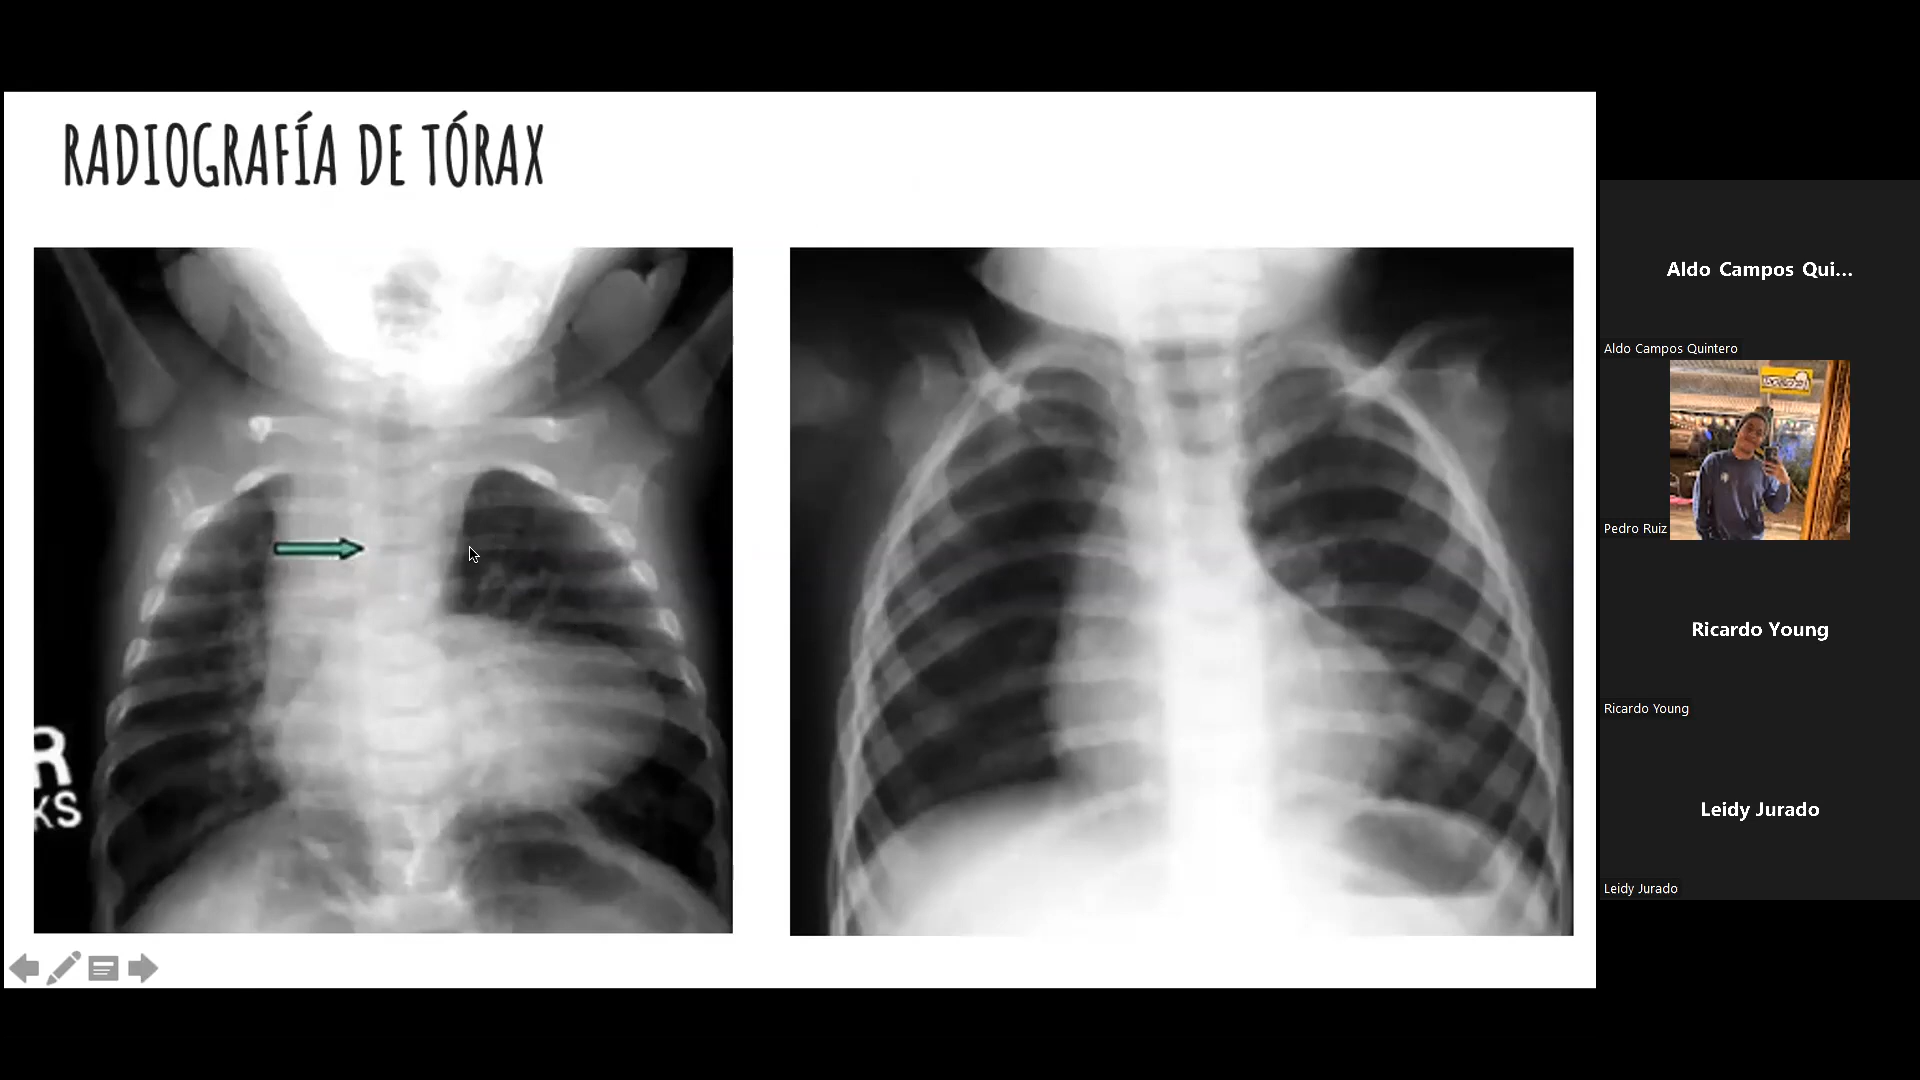 RADIOGRAFÍA DE TÓRAX
R
KS
Aldo Campos Qui...
Aldo Campos Quintero
Pedro Ruiz
Ricardo Young
Ricardo Young
Leidy Jurado
Leidy Jurado